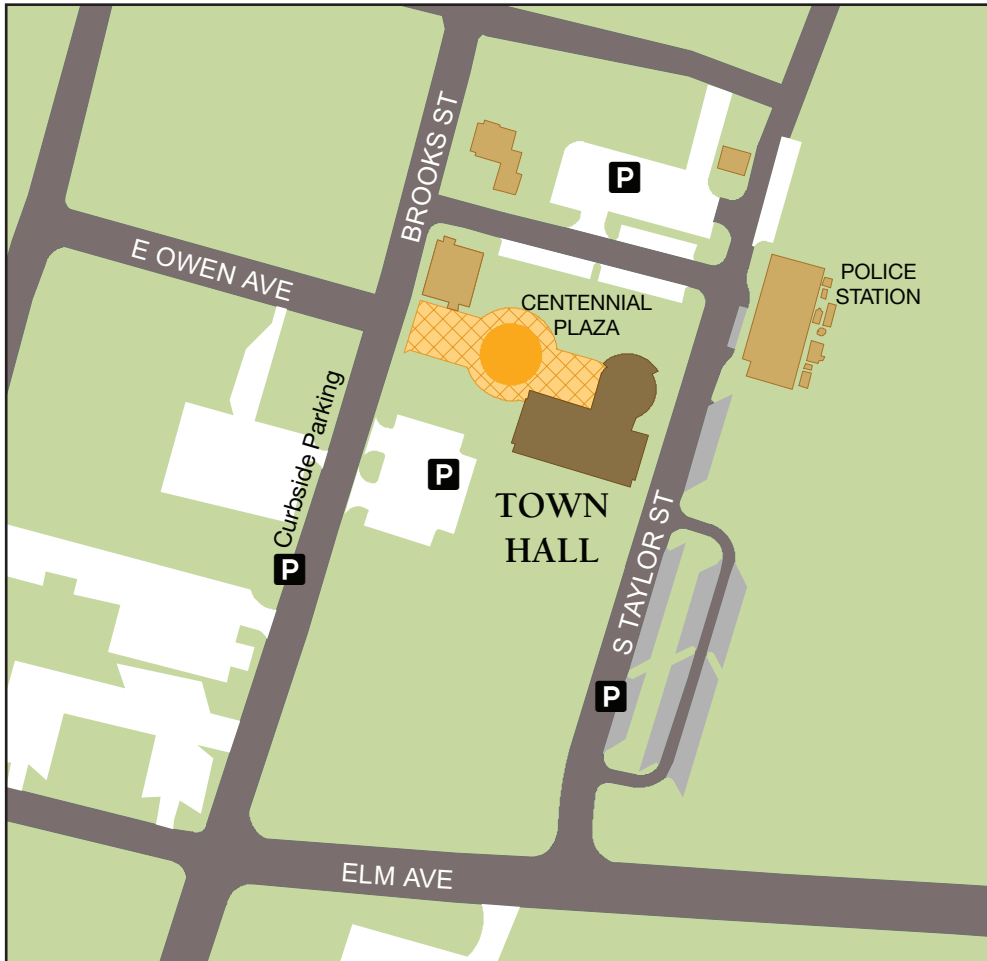 BROOKS ST
P
E OWEN AVE
POLICE
STATION
CENTENNIAL
PLAZA
Curbside Parking
P
TOWN
HALL
P
S TAYLOR ST
P
ELM AVE